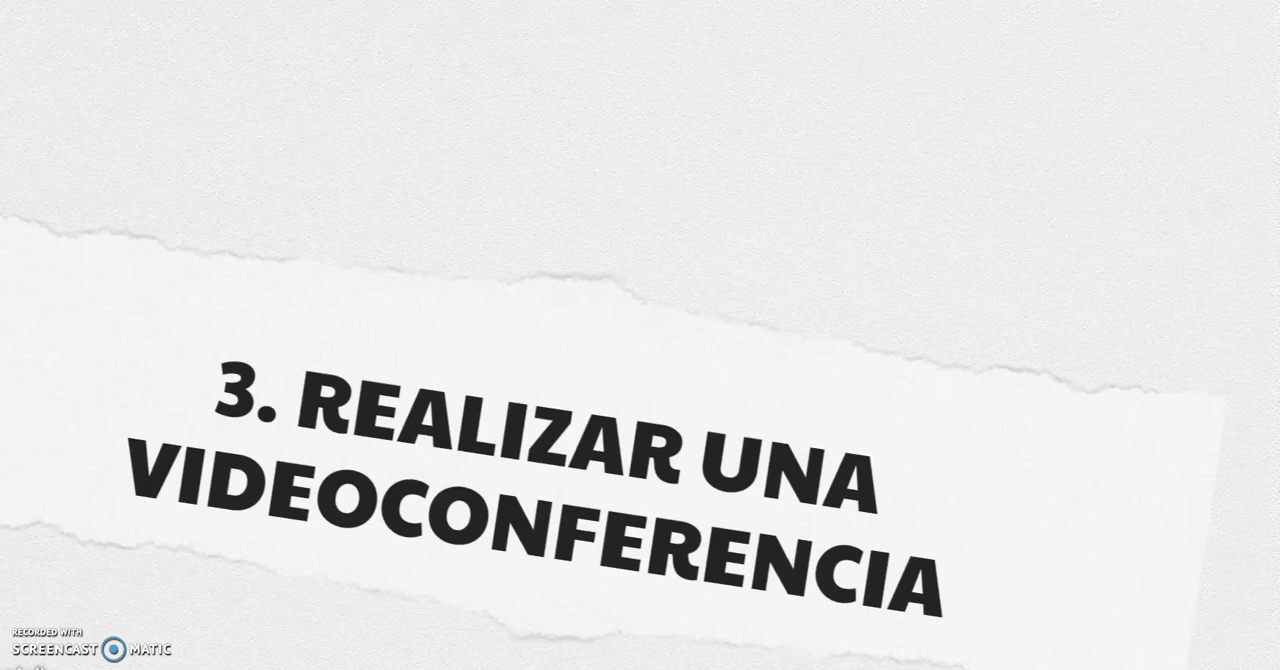 3. REALIZAR UNA
VIDEOCONFERENCIA
RECORDED WITH
SCREENCAST MATIC